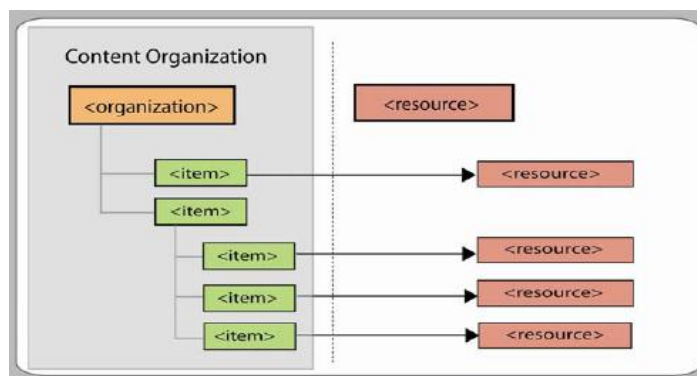 Content Organization
<organization>
<resource>
<item>
<resource>
<item>
<item>
<resource>
<item>
<resource>
<item>
<resource>